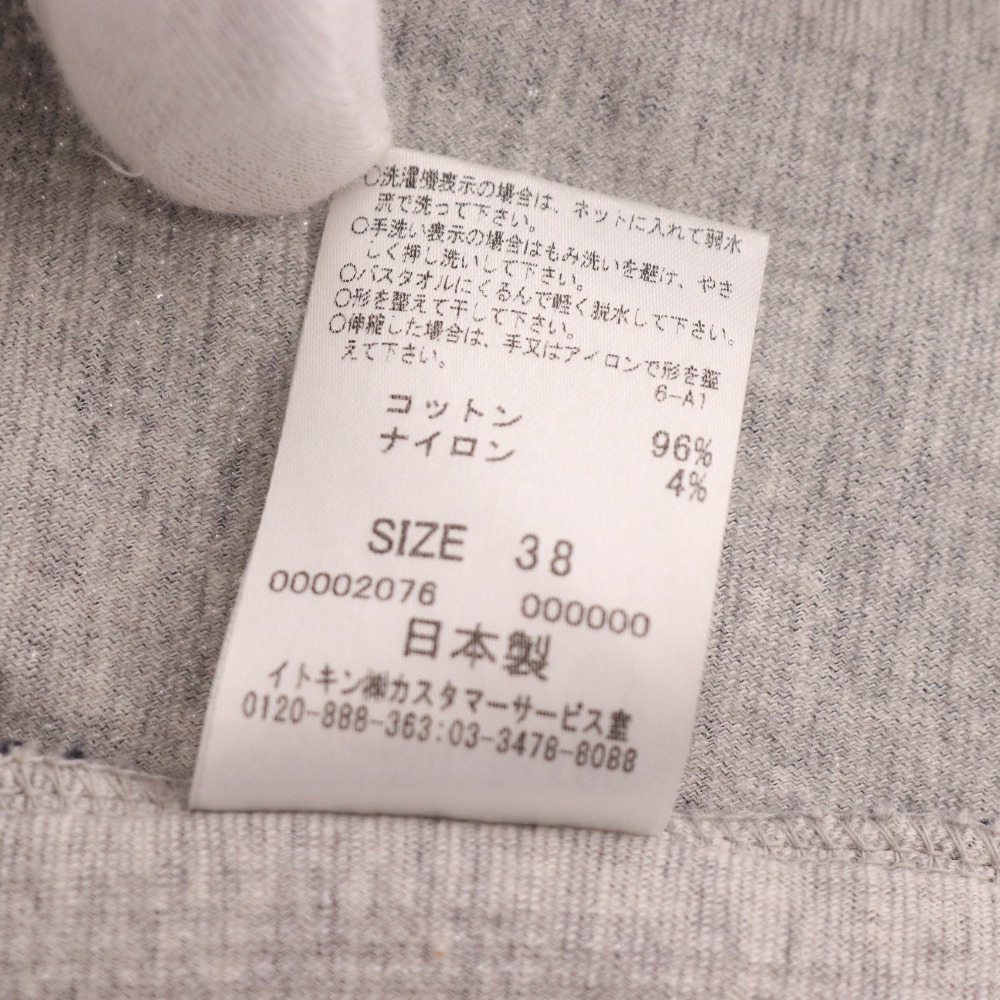 ○洗濯機表示の場合は、ネットに入れて弱水
流で洗って下さい。
○手洗い表示の場合はもみ洗いを避け、やさ
しく押し洗いして下さい。
○バスタオルにくるんで軽く脱水して下さい。
○形を整えて干して下さい。
○伸縮した場合は、手又はアイロンで形を整
えて下さい。
6-A1
コットン 96%
ナイロン 4%
SIZE 38
00002076 000000
日本製
イトキン㈱カスタマーサービス室
0120-888-363:03-3478-8088